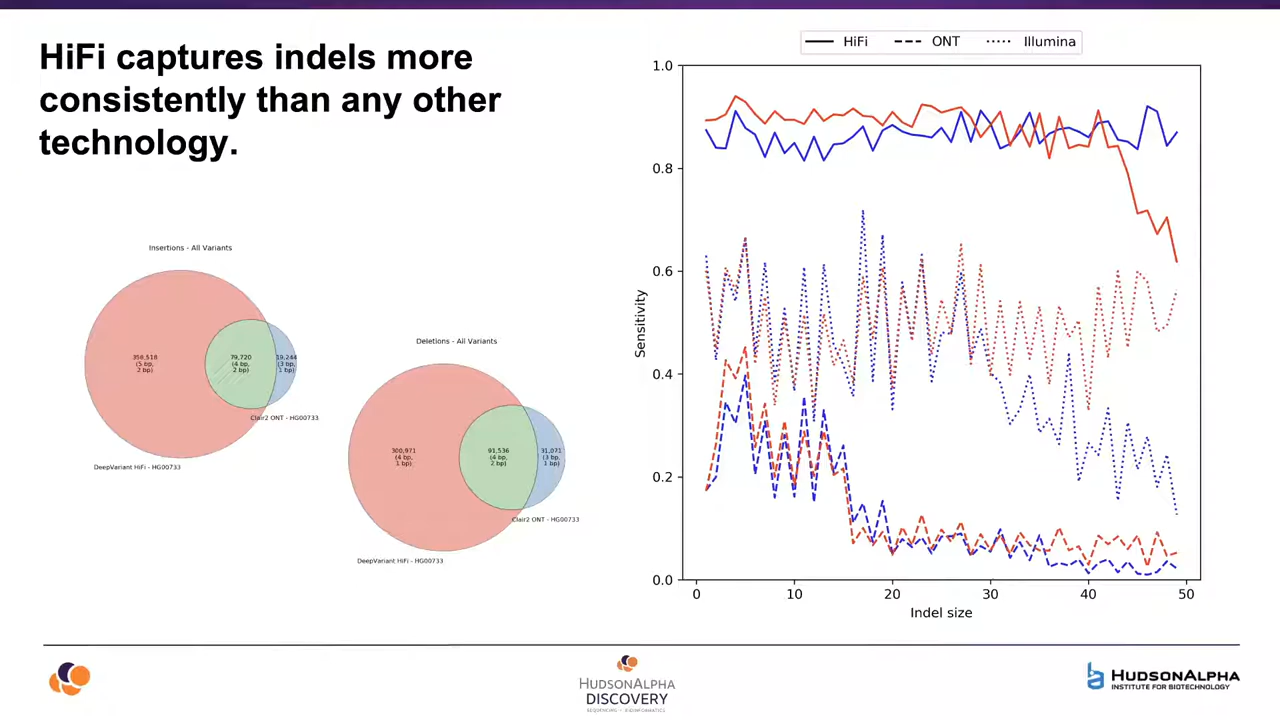 HiFi captures indels more
consistently than any other
technology.
Insertions - All Variants
358,518
(5 bp,
2 bp)
79,720
(4 bp,
2 bp)
19,244
(3 bp,
1 bp)
Clair2 ONT - HG00733
DeepVariant HiFi - HG00733
Deletions - All Variants
300,971
(4 bp,
1 bp)
91,536
(4 bp,
2 bp)
31,071
(3 bp,
1 bp)
Clair2 ONT - HG00733
DeepVariant HiFi - HG00733
HiFi ONT Illumina
1.0
0.8
0.6
0.4
0.2
0.0
Sensitivity
0 10 20 30 40 50
Indel size
HUDSONALPHA
DISCOVERY
SEQUENCING · BIOINFORMATICS
HUDSONALPHA
INSTITUTE FOR BIOTECHNOLOGY